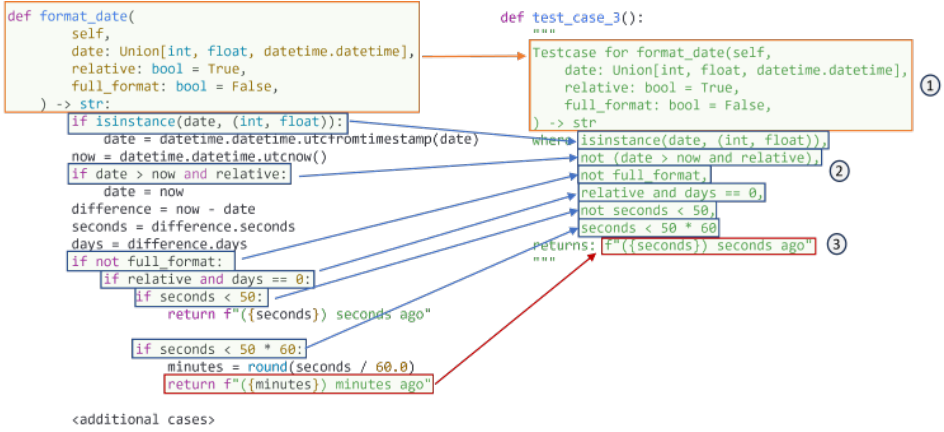 def format_date(
self,
date: Union[int, float, datetime.datetime],
relative: bool = True,
full_format: bool = False,
) -> str:
if isinstance(date, (int, float)):
date = datetime.datetime.utcfromtimestamp(date)
now = datetime.datetime.utcnow()
if date > now and relative:
date = now
difference = now - date
seconds = difference.seconds
days = difference.days
if not full_format:
if relative and days == 0:
if seconds < 50:
return f"({seconds}) seconds ago"
if seconds < 50 * 60:
minutes = round(seconds / 60.0)
return f"({minutes}) minutes ago"
<additional cases>
def test_case_3():
"""
Testcase for format_date(self,
date: Union[int, float, datetime.datetime],
relative: bool = True,
full_format: bool = False,
) -> str
①
where isinstance(date, (int, float)),
not (date > now and relative),
not full_format,
②
relative and days == 0,
not seconds < 50,
seconds < 50 * 60
returns: f"({seconds}) seconds ago"
③
"""